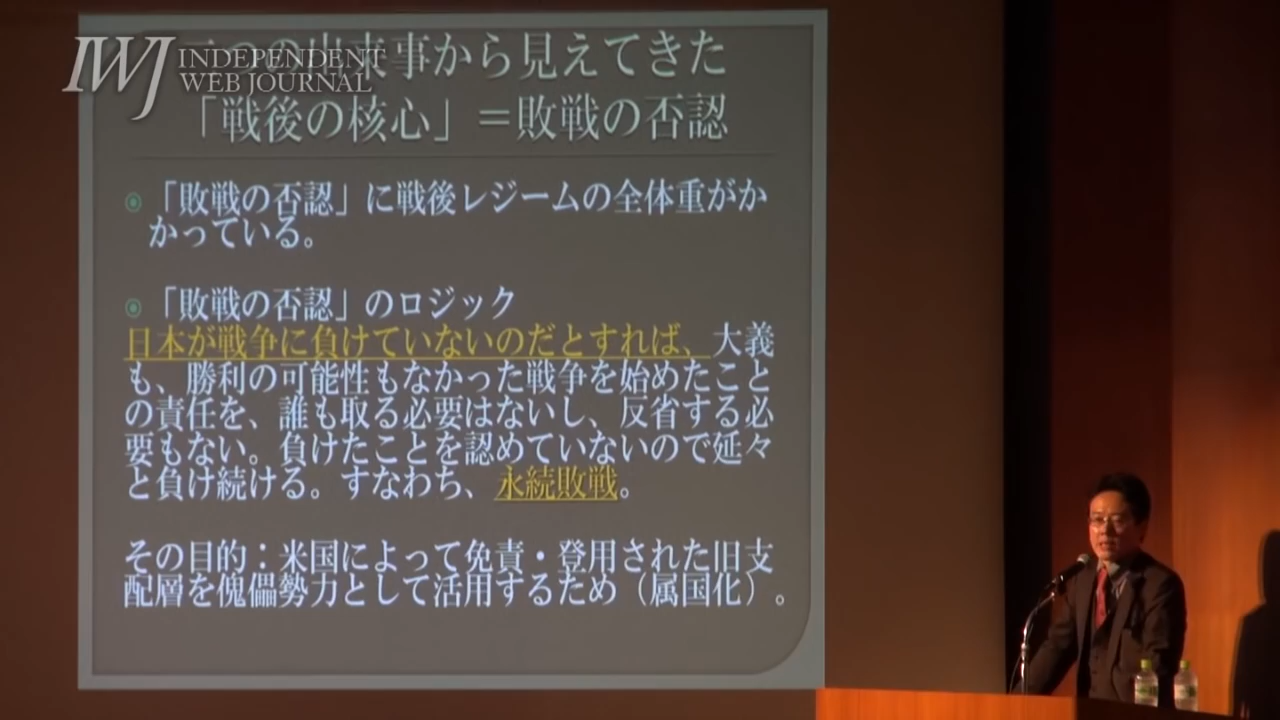 IWJ INDEPENDENT
WEB JOURNAL
二つの出来事から見えてきた
「戦後の核心」＝敗戦の否認
「敗戦の否認」に戦後レジームの全体重がか
かっている。
「敗戦の否認」のロジック
日本が戦争に負けていないのだとすれば、大義
も、勝利の可能性もなかった戦争を始めたこと
の責任を、誰も取る必要はないし、反省する必
要もない。負けたことを認めていないので延々
と負け続ける。すなわち、永続敗戦。
その目的：米国によって免責・登用された旧支
配層を傀儡勢力として活用するため（属国化）。